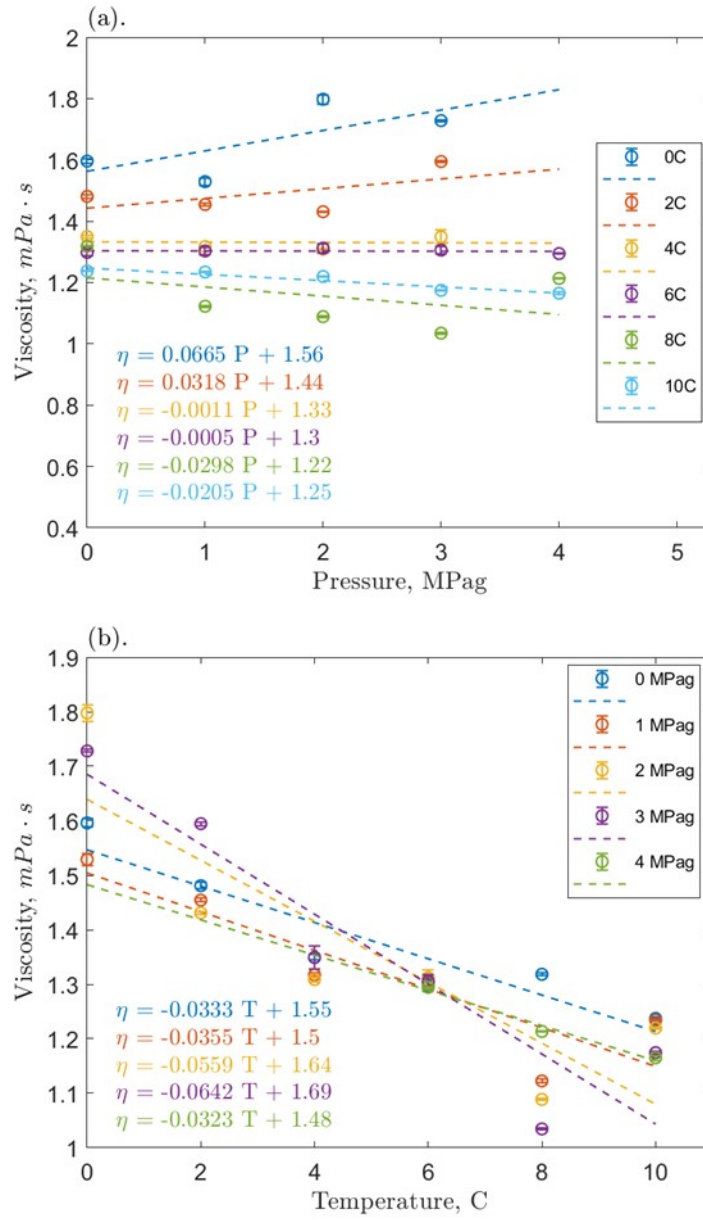 (a).
2
1.8
1.6
1.4
1.2
1
0.8
0.6
0.4
0
1
2
3
4
5
Viscosity, mPa · s
Pressure, MPag
0C
2C
4C
6C
8C
10C
η = 0.0665 P + 1.56
η = 0.0318 P + 1.44
η = -0.0011 P + 1.33
η = -0.0005 P + 1.3
η = -0.0298 P + 1.22
η = -0.0205 P + 1.25
(b).
1.9
1.8
1.7
1.6
1.5
1.4
1.3
1.2
1.1
1
0
2
4
6
8
10
Viscosity, mPa · s
Temperature, C
0 MPag
1 MPag
2 MPag
3 MPag
4 MPag
η = -0.0333 T + 1.55
η = -0.0355 T + 1.5
η = -0.0559 T + 1.64
η = -0.0642 T + 1.69
η = -0.0323 T + 1.48